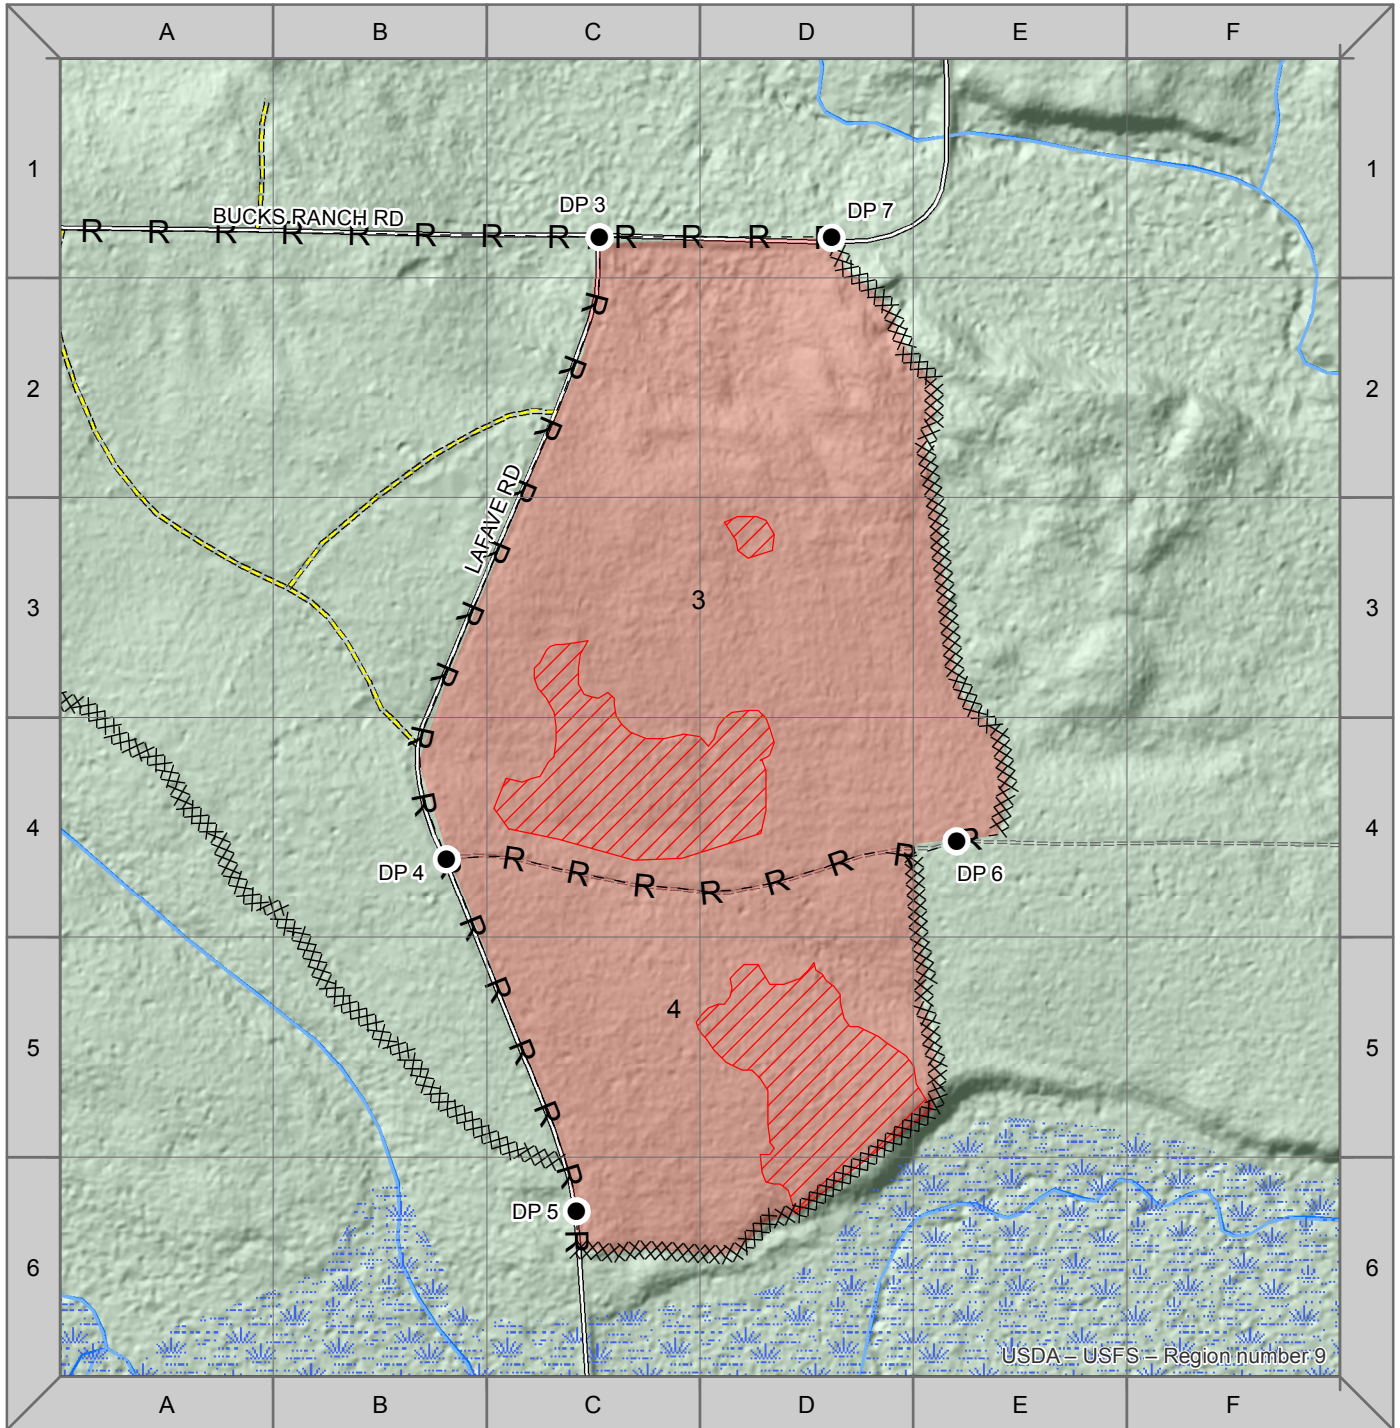 A B C D E F
1 1
DP 3 DP 7
BUCKS RANCH RD
R R R R R R R R R R R R
R
R
2 2
R
R
LAFAVE RD
R
3
3 3
R
R
R
4 4
R
R R R R R R R R
DP 4 DP 6
R
R
4
5 5
R
R
R
DP 5
R
6 6
USDA – USFS – Region number 9
A B C D E F